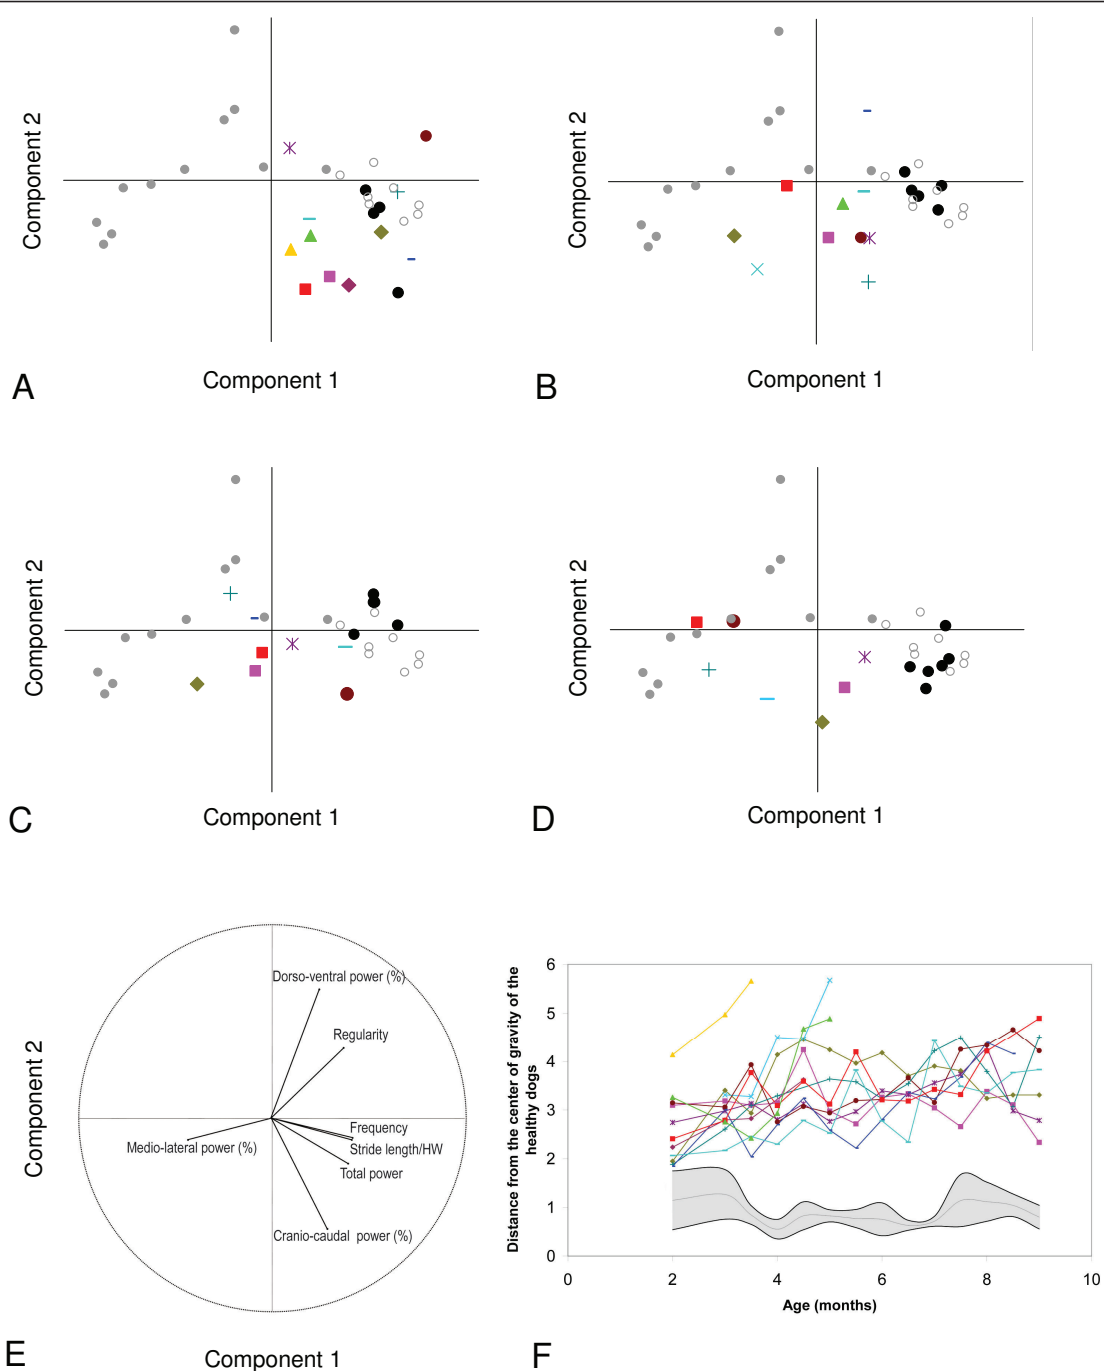 Component 2
Component 1
A
Component 2
Component 1
B
Component 2
Component 1
C
Component 2
Component 1
D
Component 2
Dorso-ventral power (%)
Regularity
Frequency
Stride length/HW
Medio-lateral power (%)
Total power
Cranio-caudal power (%)
Component 1
E
Distance from the center of gravity of the
healthy dogs
6
5
4
3
2
1
0
0 2 4 6 8 10
Age (months)
F